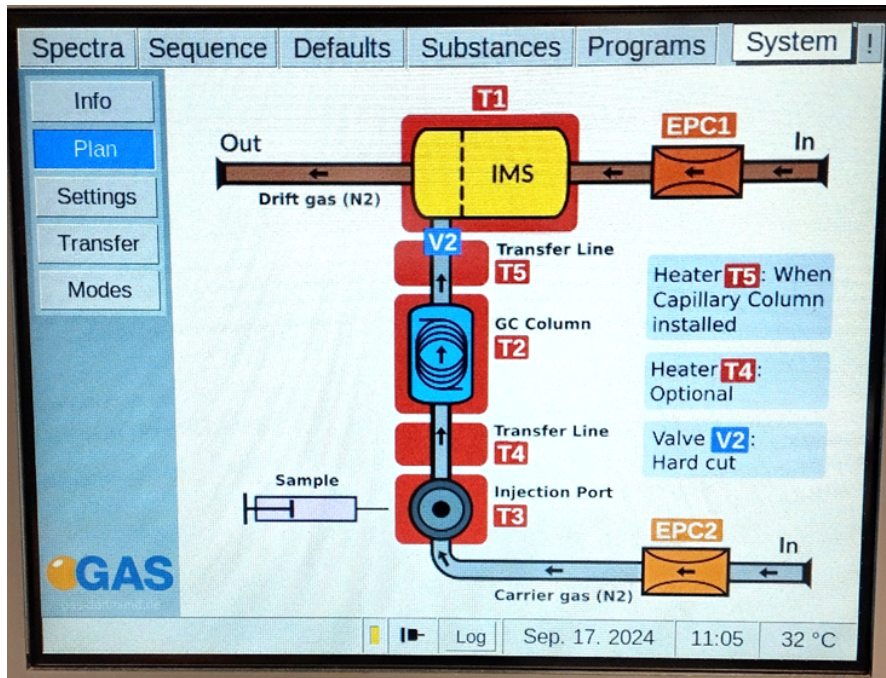 Spectra
Sequence
Defaults
Substances
Programs
System
!
Info
Plan
Settings
Transfer
Modes
T1
EPC1
Out
In
IMS
Drift gas (N2)
V2
Transfer Line
T5
Heater T5: When
Capillary Column
installed
GC Column
T2
Heater T4:
Optional
Transfer Line
T4
Valve V2:
Hard cut
Sample
Injection Port
T3
EPC2
In
Carrier gas (N2)
GAS
gas-dortmund.de
Log
Sep. 17. 2024
11:05
32 °C